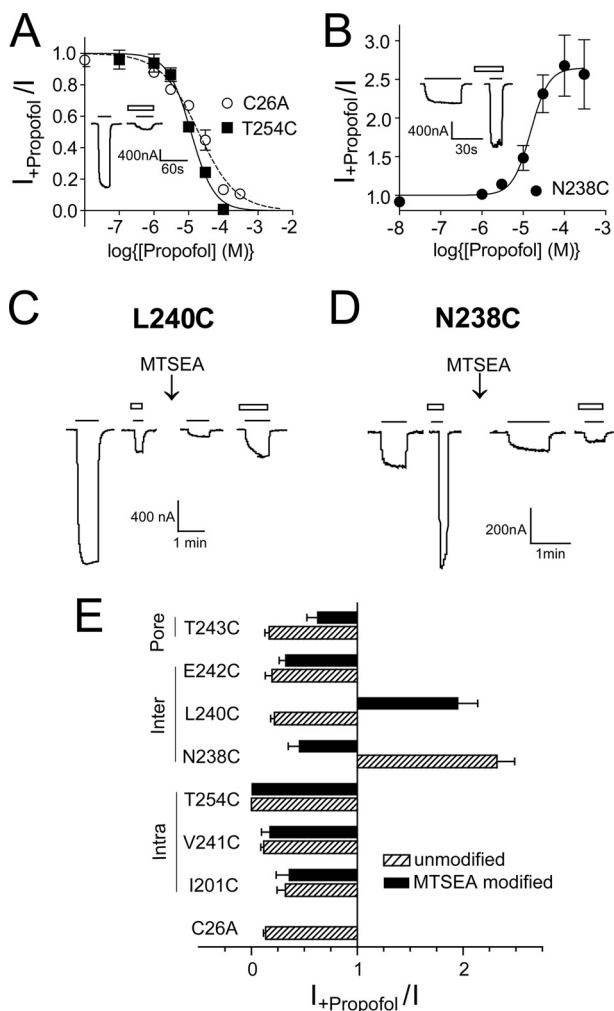 A
I+Propofol/I
1.0
0.8
0.6
0.4
0.2
0.0
C26A
T254C
400nA
60s
-7 -6 -5 -4 -3 -2
log{[Propofol] (M)}
B
I+Propofol/I
3.0
2.5
2.0
1.5
1.0
400nA
30s
N238C
-8 -7 -6 -5 -4 -3
log{[Propofol] (M)}
C
L240C
MTSEA
400 nA
1 min
D
N238C
MTSEA
200nA
1min
E
Pore
T243C
Inter
E242C
L240C
N238C
Intra
T254C
V241C
I201C
C26A
unmodified
MTSEA modified
0 1 2
I+Propofol/I